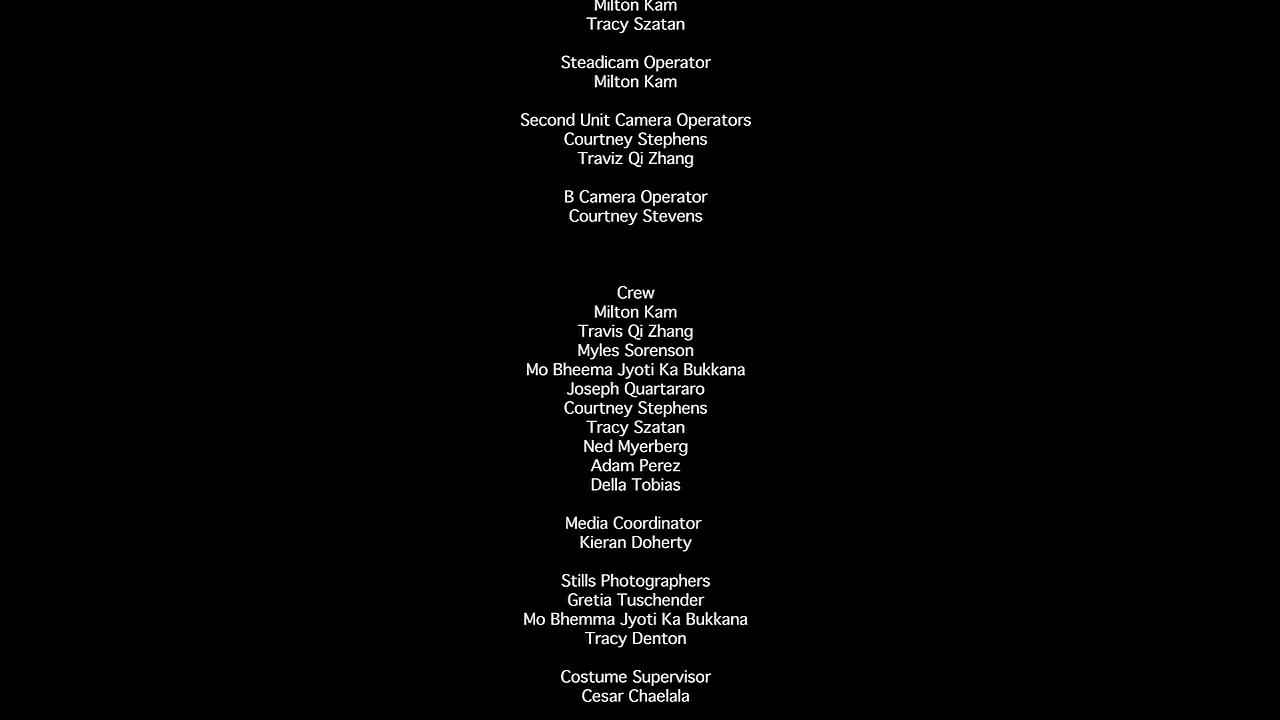 Milton Kam
Tracy Szatan
Steadicam Operator
Milton Kam
Second Unit Camera Operators
Courtney Stephens
Traviz Qi Zhang
B Camera Operator
Courtney Stevens
Crew
Milton Kam
Travis Qi Zhang
Myles Sorenson
Mo Bheema Jyoti Ka Bukkana
Joseph Quartararo
Courtney Stephens
Tracy Szatan
Ned Myerberg
Adam Perez
Della Tobias
Media Coordinator
Kieran Doherty
Stills Photographers
Gretia Tuschender
Mo Bhemma Jyoti Ka Bukkana
Tracy Denton
Costume Supervisor
Cesar Chaelala